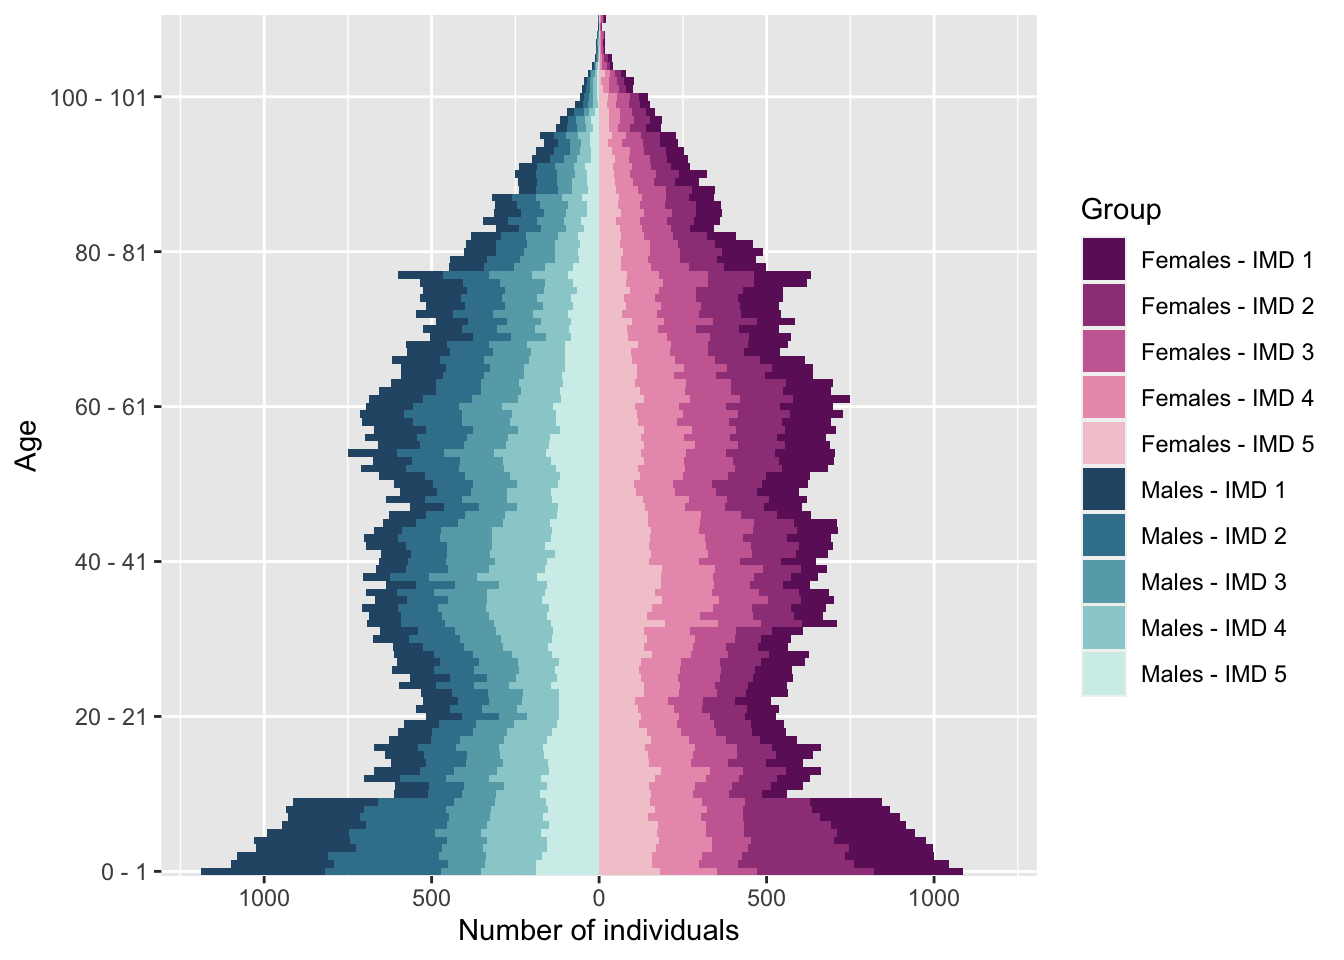 Age
100 - 101
80 - 81
60 - 61
40 - 41
20 - 21
0 - 1
1000 500 0 500 1000
Number of individuals
Group
Females - IMD 1
Females - IMD 2
Females - IMD 3
Females - IMD 4
Females - IMD 5
Males - IMD 1
Males - IMD 2
Males - IMD 3
Males - IMD 4
Males - IMD 5